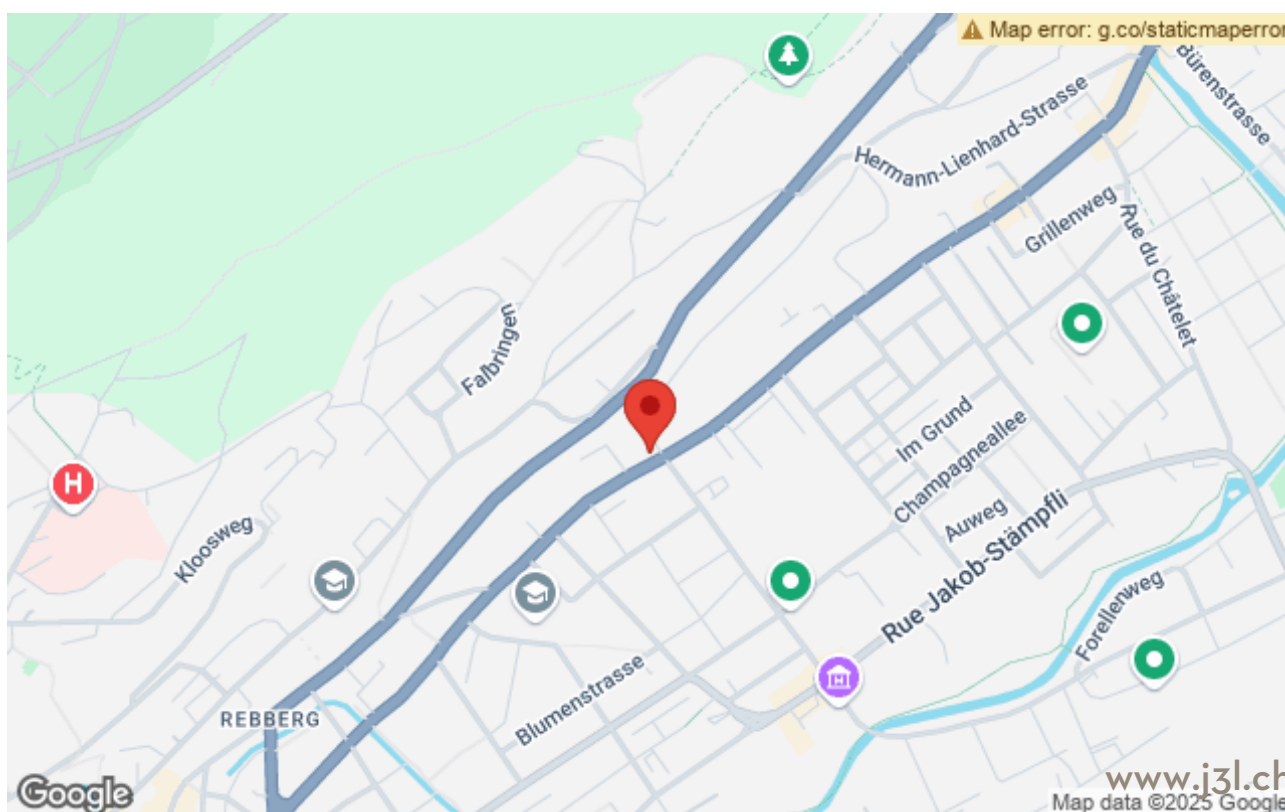 Map error: g.co/staticmaperror
Bürenstrasse
Hermann-Lienhard-Strasse
Grillenweg
Rue du Châtelet
Falbringen
Im Grund
Champagneallee
H
Auweg
Kloosweg
Rue Jakob-Stämpfli
Forellenweg
Blumenstrasse
REBBERG
www.j3l.ch
Google
Map data ©2025 Google